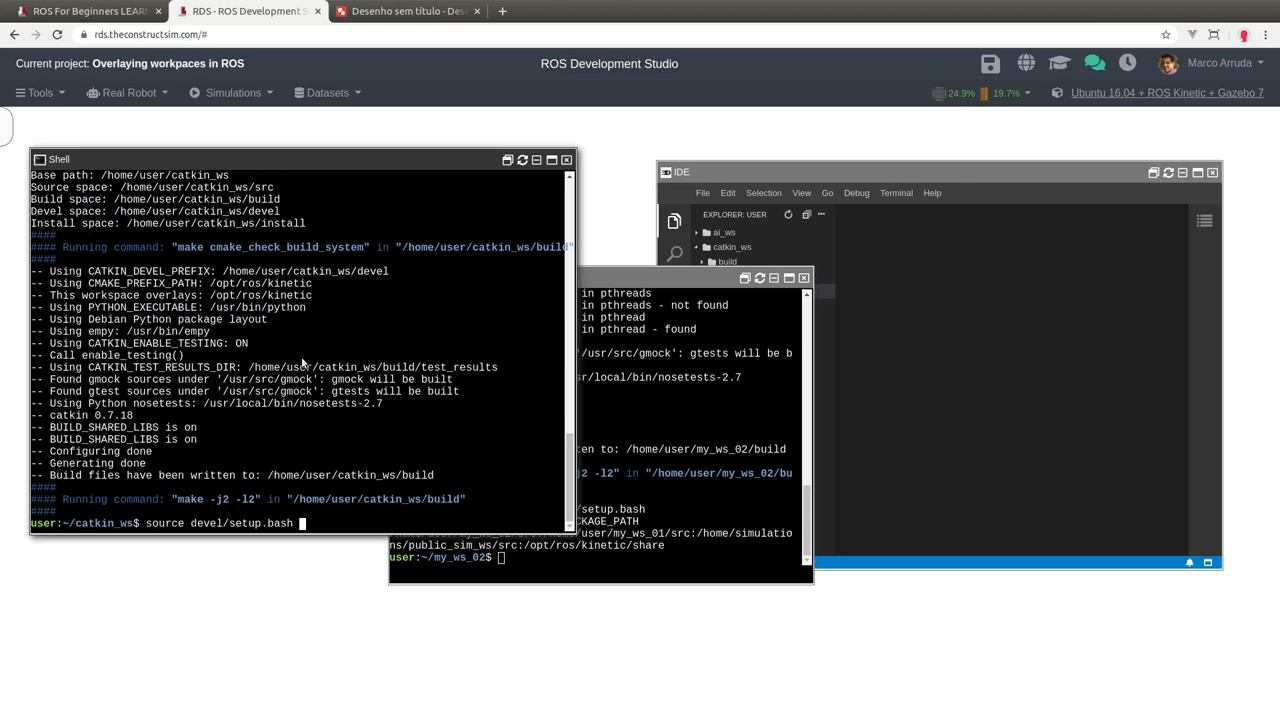 ROS For Beginners LEAR
RDS - ROS Development S
Desenho sem título - Des
rds.theconstructsim.com/#
Current project: Overlaying workpaces in ROS
ROS Development Studio
Marco Arruda
Tools
Real Robot
Simulations
Datasets
24.9%
19.7%
Ubuntu 16.04 + ROS Kinetic + Gazebo 7
Shell
Base path: /home/user/catkin_ws
Source space: /home/user/catkin_ws/src
Build space: /home/user/catkin_ws/build
Devel space: /home/user/catkin_ws/devel
Install space: /home/user/catkin_ws/install
####
#### Running command: "make cmake_check_build_system" in "/home/user/catkin_ws/build"
####
-- Using CATKIN_DEVEL_PREFIX: /home/user/catkin_ws/devel
-- Using CMAKE_PREFIX_PATH: /opt/ros/kinetic
-- This workspace overlays: /opt/ros/kinetic
-- Using PYTHON_EXECUTABLE: /usr/bin/python
-- Using Debian Python package layout
-- Using empy: /usr/bin/empy
-- Using CATKIN_ENABLE_TESTING: ON
-- Call enable_testing()
-- Using CATKIN_TEST_RESULTS_DIR: /home/user/catkin_ws/build/test_results
-- Found gmock sources under '/usr/src/gmock': gmock will be built
-- Found gtest sources under '/usr/src/gmock': gtests will be built
-- Using Python nosetests: /usr/local/bin/nosetests-2.7
-- catkin 0.7.18
-- BUILD_SHARED_LIBS is on
-- BUILD_SHARED_LIBS is on
-- Configuring done
-- Generating done
-- Build files have been written to: /home/user/catkin_ws/build
####
#### Running command: "make -j2 -l2" in "/home/user/catkin_ws/build"
####
user:~/catkin_ws$ source devel/setup.bash
in pthreads
in pthreads - not found
in pthread
in pthread - found
'/usr/src/gmock': gtests will be b
sr/local/bin/nosetests-2.7
ten to: /home/user/my_ws_02/build
j2 -l2" in "/home/user/my_ws_02/bu
/setup.bash
CKAGE_PATH
user/my_ws_01/src:/home/simulatio
ns/public_sim_ws/src:/opt/ros/kinetic/share
user:~/my_ws_02$
IDE
File Edit Selection View Go Debug Terminal Help
EXPLORER: USER
ai_ws
catkin_ws
build